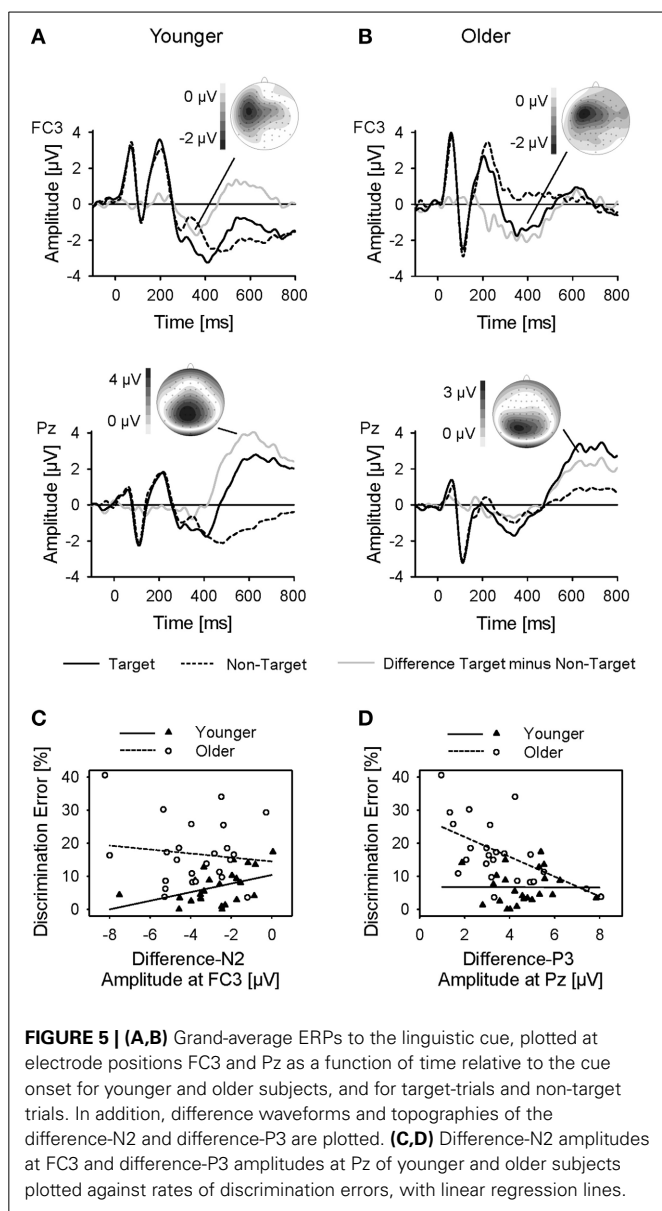 A Younger
B Older
0 µV
-2 µV
FC3
4
2
0
-2
-4
Amplitude [µV]
0 200 400 600 800
Time [ms]
0 µV
-2 µV
FC3
4
2
0
-2
-4
Amplitude [µV]
0 200 400 600 800
Time [ms]
4 µV
0 µV
Pz
4
2
0
-2
-4
Amplitude [µV]
0 200 400 600 800
Time [ms]
3 µV
0 µV
Pz
4
2
0
-2
-4
Amplitude [µV]
0 200 400 600 800
Time [ms]
Target Non-Target Difference Target minus Non-Target
C
Younger
Older
Discrimination Error [%]
40
30
20
10
0
-8 -6 -4 -2 0
Difference-N2
Amplitude at FC3 [µV]
D
Younger
Older
Discrimination Error [%]
40
30
20
10
0
0 2 4 6 8
Difference-P3
Amplitude at Pz [µV]
FIGURE 5 | (A,B) Grand-average ERPs to the linguistic cue, plotted at
electrode positions FC3 and Pz as a function of time relative to the cue
onset for younger and older subjects, and for target-trials and non-target
trials. In addition, difference waveforms and topographies of the
difference-N2 and difference-P3 are plotted. (C,D) Difference-N2 amplitudes
at FC3 and difference-P3 amplitudes at Pz of younger and older subjects
plotted against rates of discrimination errors, with linear regression lines.